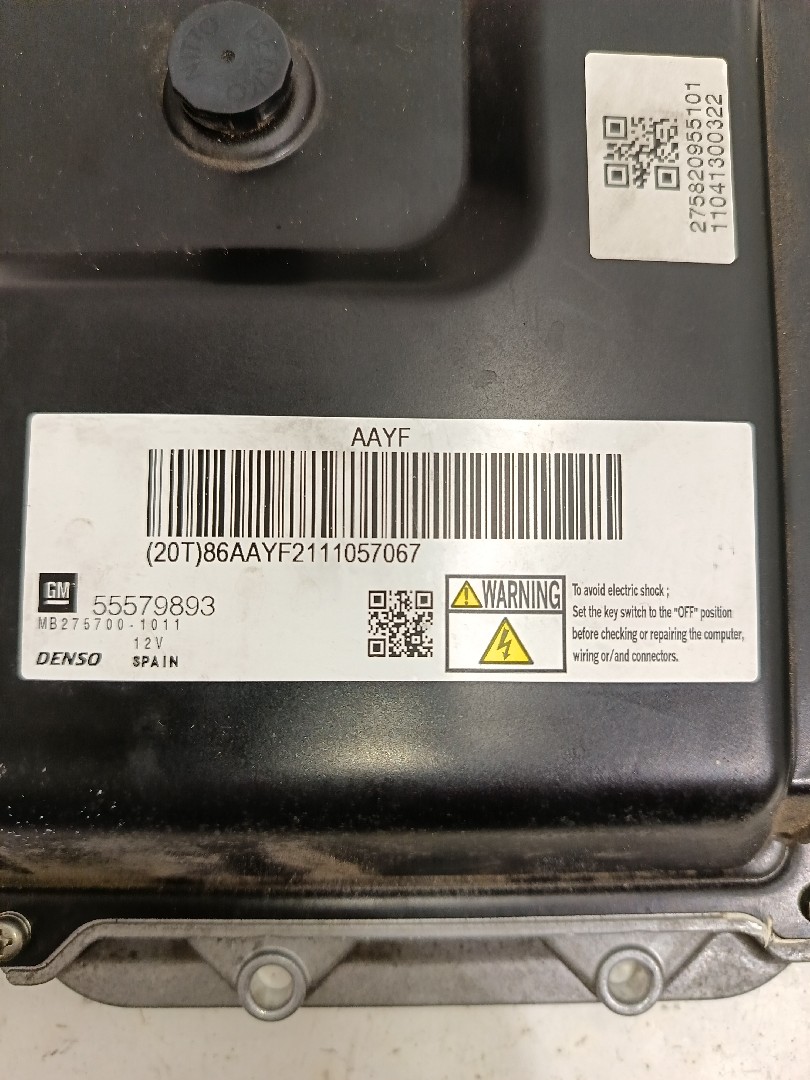 275820955101
11041300322
AAYF
(20T)86AAYF2111057067
GM
55579893
MB275700-1011
12V
DENSO SPAIN
WARNING
To avoid electric shock ;
Set the key switch to the "OFF" position
before checking or repairing the computer,
wiring or/and connectors.